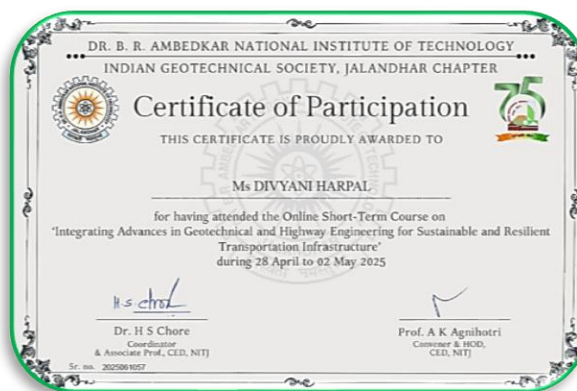 DR. B. R. AMBEDKAR NATIONAL INSTITUTE OF TECHNOLOGY
INDIAN GEOTECHNICAL SOCIETY, JALANDHAR CHAPTER
75
Certificate of Participation
THIS CERTIFICATE IS PROUDLY AWARDED TO
Ms DIVYANI HARPAL
for having attended the Online Short-Term Course on
"Integrating Advances in Geotechnical and Highway Engineering for Sustainable and Resilient
Transportation Infrastructure"
during 28 April to 02 May 2025
H.S. Chore
Dr. H S Chore
Coordinator
& Associate Prof., CED, NITJ
Prof. A K Agnihotri
Convener & HOD,
CED, NITJ
Sr. no. 2025061057